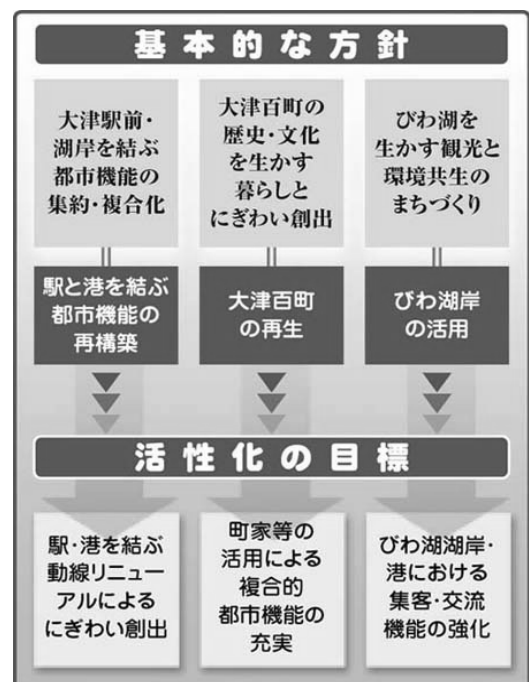 基本的な方針
大津駅前・
湖岸を結ぶ
都市機能の
集約・複合化
大津百町の
歴史・文化
を生かす
暮らしと
にぎわい創出
びわ湖を
生かす観光と
環境共生の
まちづくり
駅と港を結ぶ
都市機能の
再構築
大津百町
の再生
びわ湖岸
の活用
活性化の目標
駅・港を結ぶ
動線リニュー
アルによる
にぎわい創出
町家等の
活用による
複合的
都市機能の
充実
びわ湖湖岸・
港における
集客・交流
機能の強化